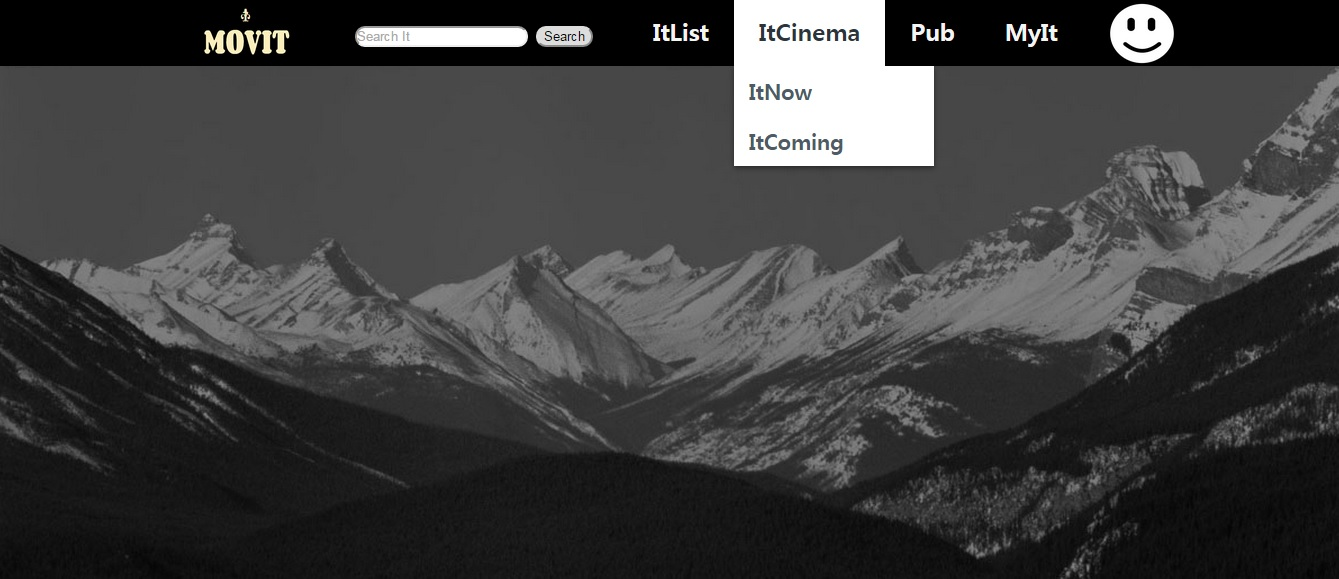 MOVIT
Search It
Search
ItList
ItCinema
Pub
MyIt
ItNow
ItComing